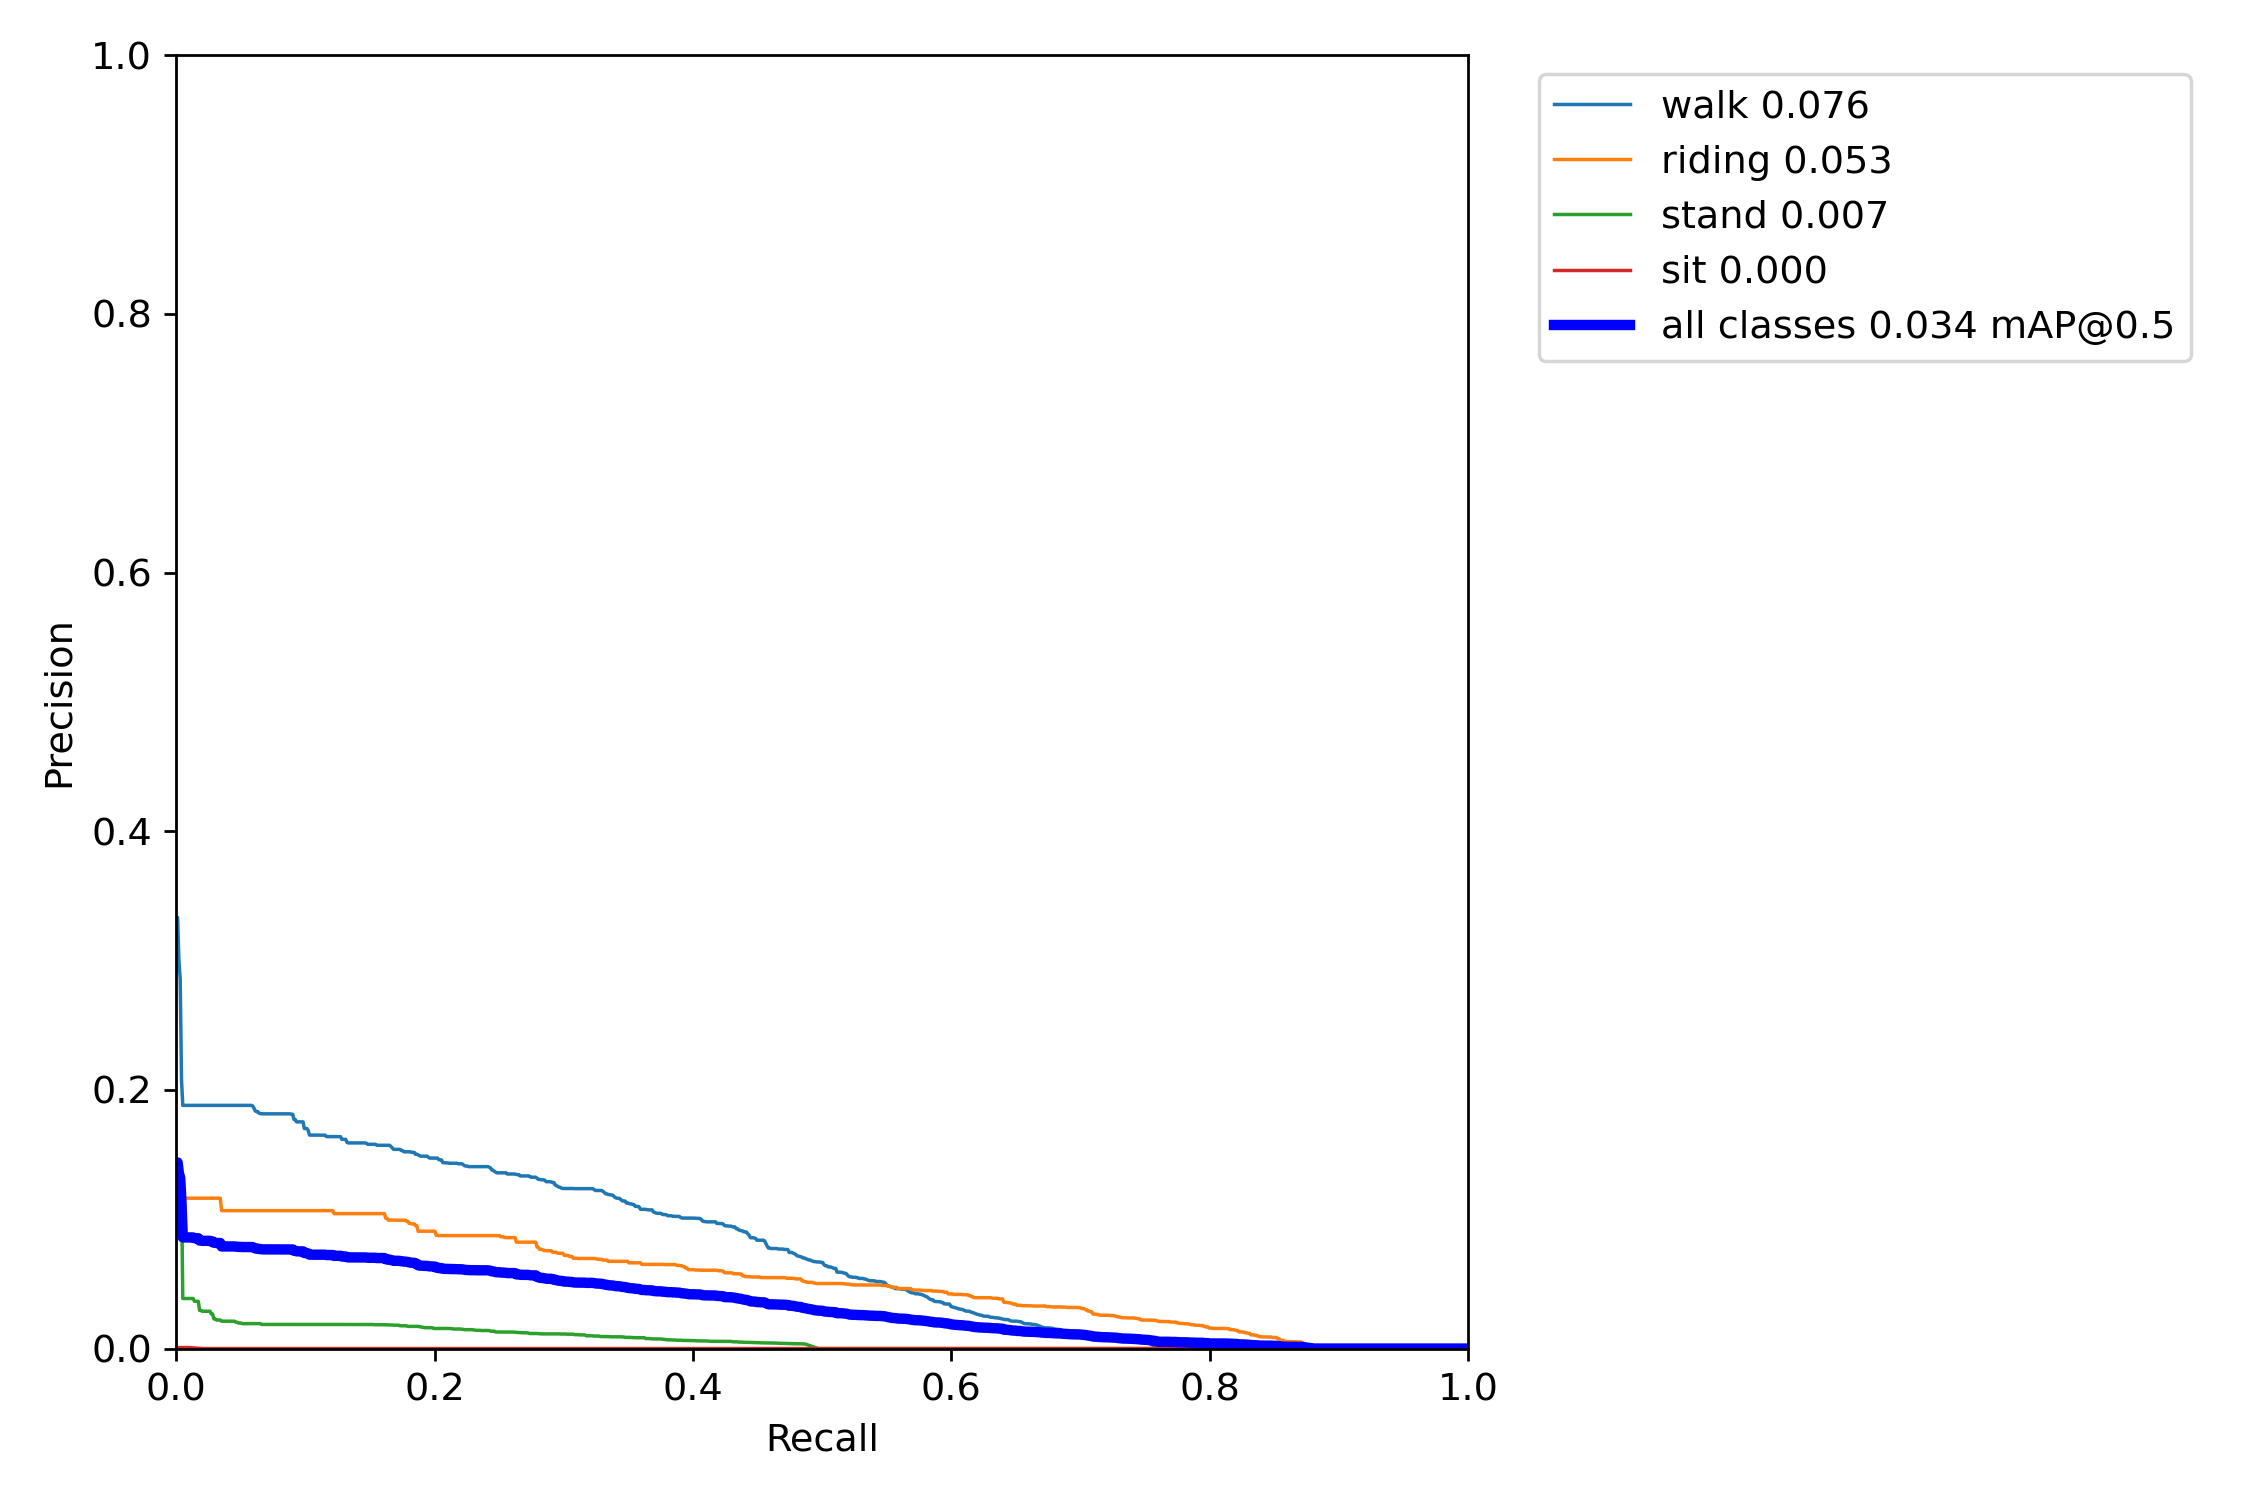 1.0
0.8
0.6
0.4
0.2
0.0
Precision
0.0 0.2 0.4 0.6 0.8 1.0
Recall
walk 0.076
riding 0.053
stand 0.007
sit 0.000
all classes 0.034 mAP@0.5